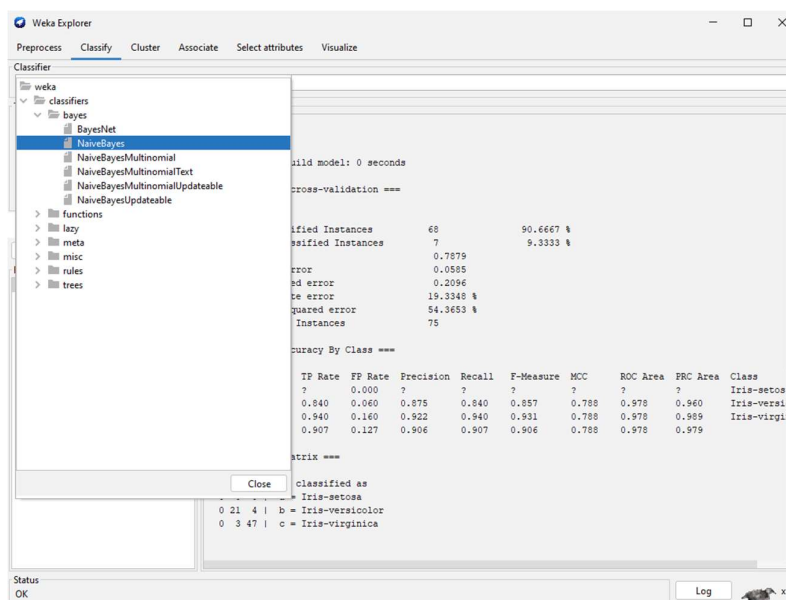 Weka Explorer
Preprocess Classify Cluster Associate Select attributes Visualize
Classifier
weka
classifiers
bayes
BayesNet
NaiveBayes
NaiveBayesMultinomial
NaiveBayesMultinomialText
NaiveBayesMultinomialUpdateable
NaiveBayesUpdateable
functions
lazy
meta
misc
rules
trees
Close
uild model: 0 seconds
cross-validation ===
ified Instances 68 90.6667 %
ssified Instances 7 9.3333 %
0.7879
rror 0.0585
ed error 0.2096
te error 19.3348 %
quared error 54.3653 %
Instances 75
curacy By Class ===
TP Rate FP Rate Precision Recall F-Measure MCC ROC Area PRC Area Class
? 0.000 ? ? ? ? ? ? Iris-setos
0.840 0.060 0.875 0.840 0.857 0.788 0.978 0.960 Iris-versi
0.940 0.160 0.922 0.940 0.931 0.788 0.978 0.989 Iris-virgi
0.907 0.127 0.906 0.907 0.906 0.788 0.978 0.979
atrix ===
classified as
= Iris-setosa
0 21 4 | b = Iris-versicolor
0 3 47 | c = Iris-virginica
Status
OK
Log
x